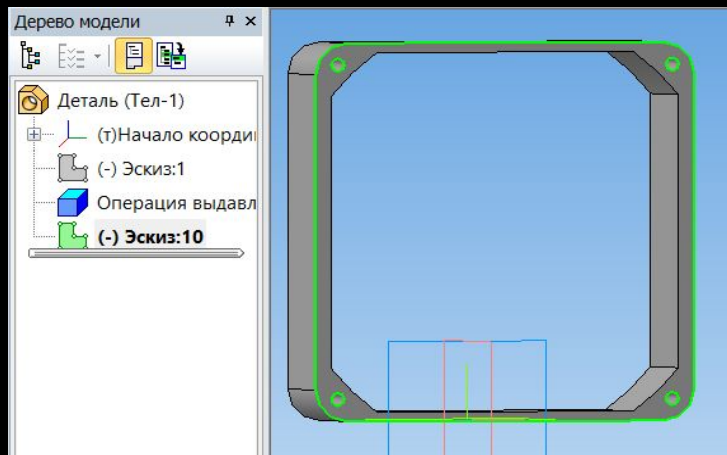 Дерево модели
Деталь (Тел-1)
(т)Начало коорди
(-) Эскиз:1
Операция выдавл
(-) Эскиз:10